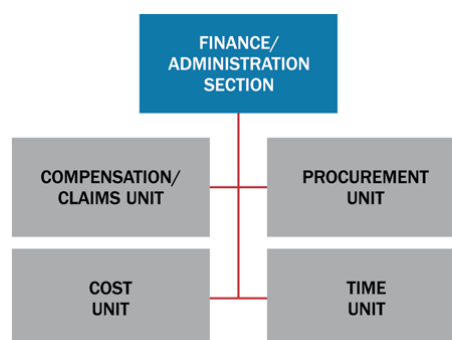 FINANCE/
ADMINISTRATION
SECTION
COMPENSATION/
CLAIMS UNIT
PROCUREMENT
UNIT
COST
UNIT
TIME
UNIT